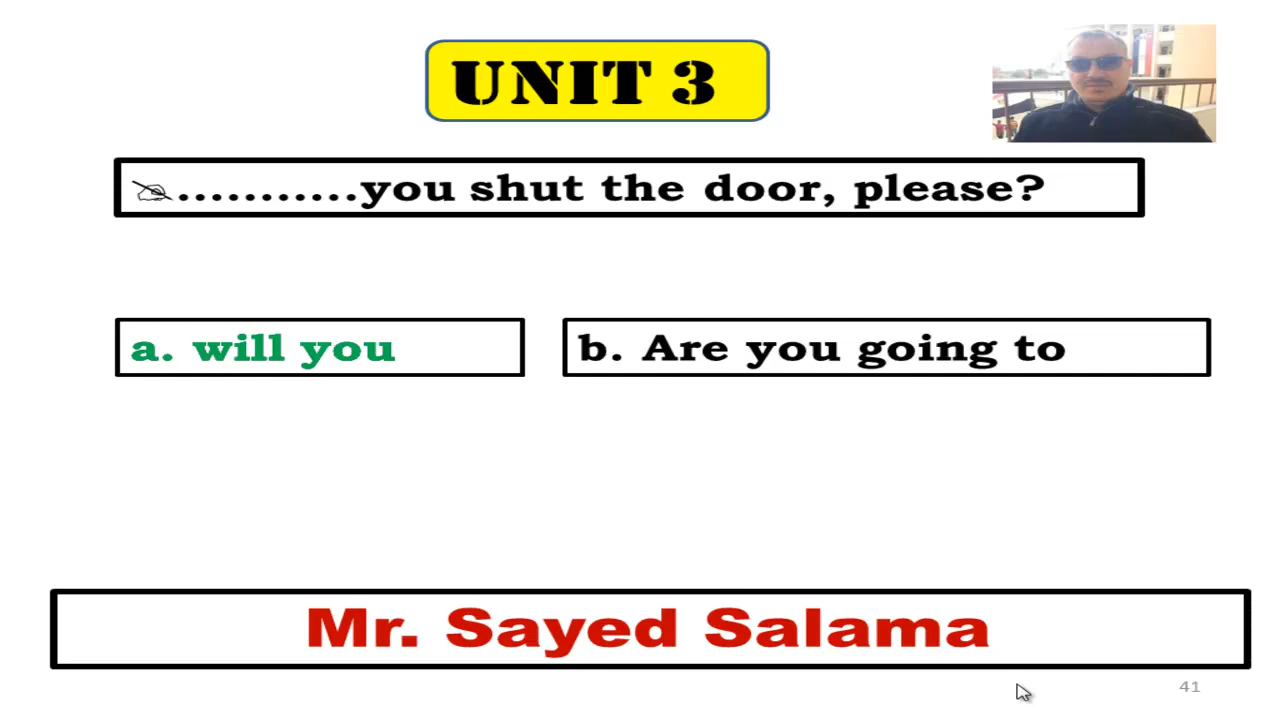 UNIT 3
...........you shut the door, please?
a. will you
b. Are you going to
Mr. Sayed Salama
41